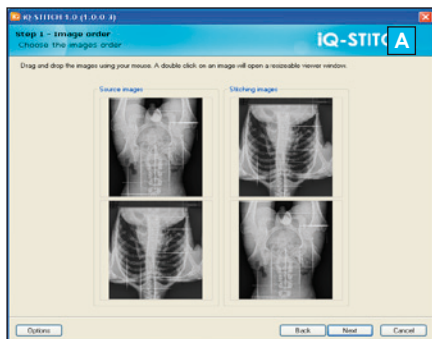 iQ-STITCH 1.0 (1.0.0.3)
Step 1 - Image order
Choose the images order
iQ-STITC
A
Drag and drop the images using your mouse. A double click on an image will open a resizeable viewer window.
Source images
Stitching images
Options
Back
Next
Cancel